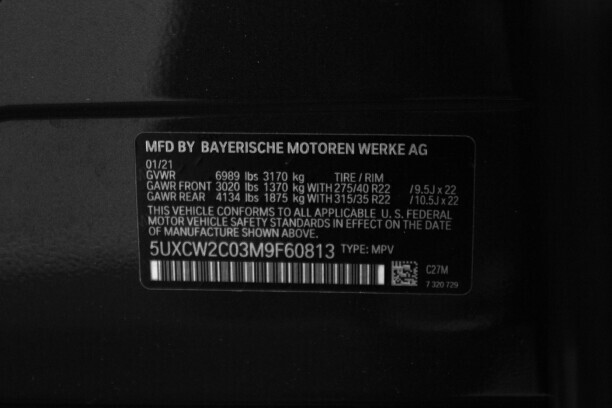 MFD BY BAYERISCHE MOTOREN WERKE AG
01/21
GVWR 6989 lbs 3170 kg TIRE / RIM
GAWR FRONT 3020 lbs 1370 kg WITH 275/40 R22 /9.5J x 22
GAWR REAR 4134 lbs 1875 kg WITH 315/35 R22 /10.5J x 22
THIS VEHICLE CONFORMS TO ALL APPLICABLE U. S. FEDERAL
MOTOR VEHICLE SAFETY STANDARDS IN EFFECT ON THE DATE
OF MANUFACTURE SHOWN ABOVE.
5UXCW2C03M9F60813 TYPE: MPV
C27M
7 320 729